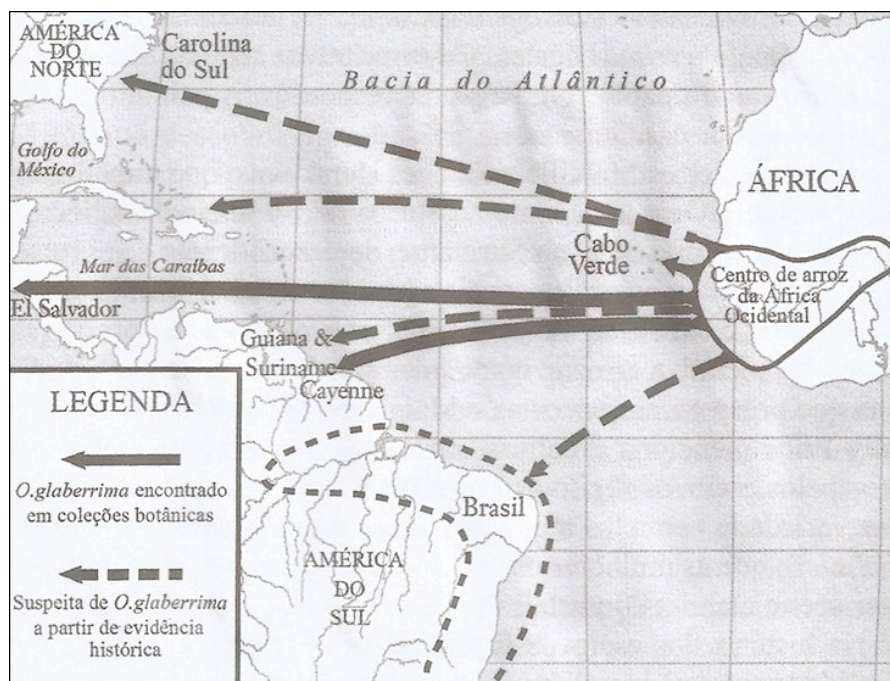 AMÉRICA
DO
NORTE
Carolina
do Sul
Bacia do Atlântico
Golfo do
México
ÁFRICA
Cabo
Verde
Centro de arroz
da África
Ocidental
Mar das Caraíbas
El Salvador
Guiana &
Suriname
Cayenne
LEGENDA
O.glaberrima encontrado
em coleções botânicas
Suspeita de O.glaberrima
a partir de evidência
histórica
Brasil
AMÉRICA
DO
SUL